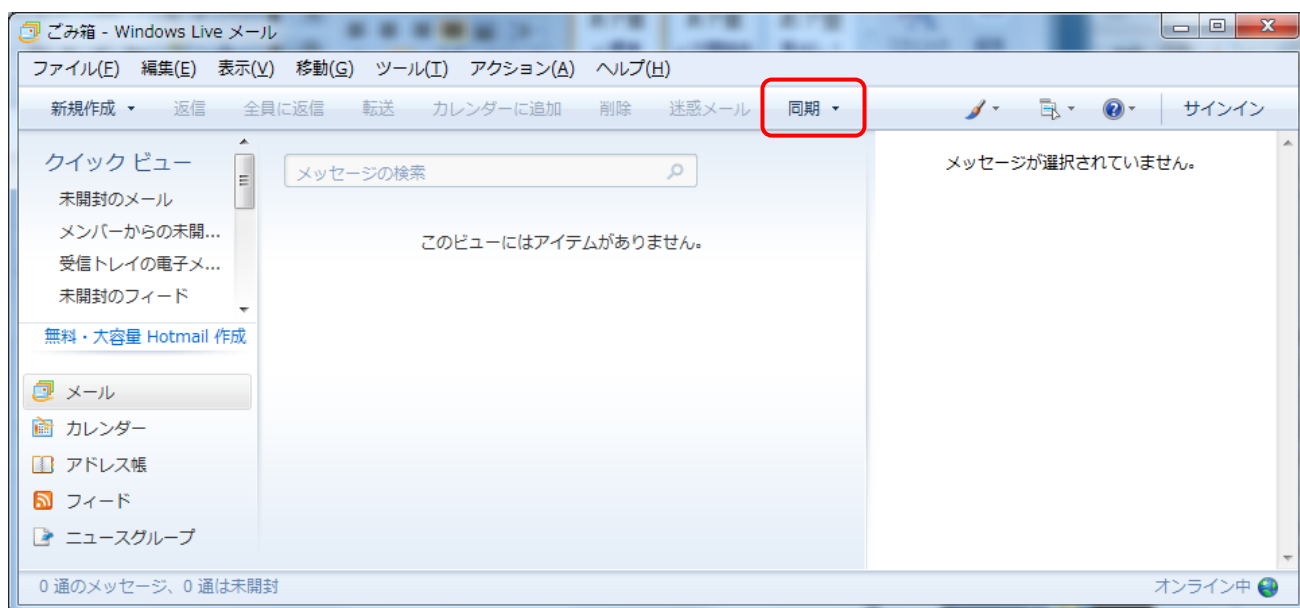 ごみ箱 - Windows Live メール
ファイル(F) 編集(E) 表示(V) 移動(G) ツール(T) アクション(A) ヘルプ(H)
新規作成 返信 全員に返信 転送 カレンダーに追加 削除 迷惑メール 同期 サインイン
クイック ビュー
未開封のメール
メンバーからの未開...
受信トレイの電子メ...
未開封のフィード
無料・大容量 Hotmail 作成
メール
カレンダー
アドレス帳
フィード
ニュースグループ
メッセージの検索
このビューにはアイテムがありません。
メッセージが選択されていません。
0 通のメッセージ、0 通は未開封
オンライン中